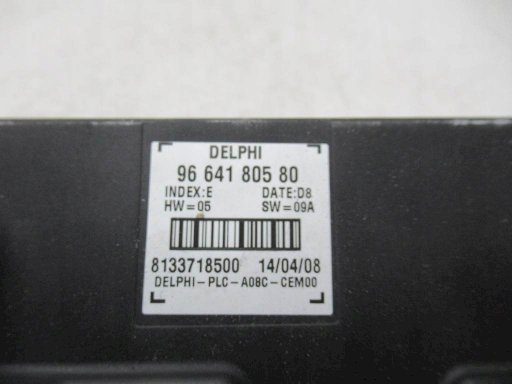 DELPHI
96 641 805 80
INDEX:E DATE:D8
HW=05 SW=09A
8133718500 14/04/08
DELPHI-PLC-A08C-CEM00